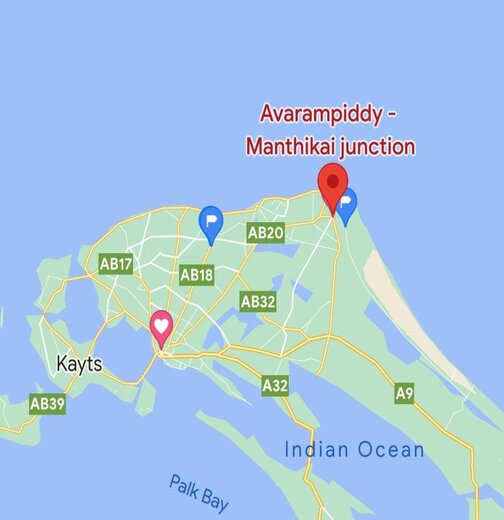 Avarampiddy -
Manthikai junction
AB20
AB17
AB18
AB32
Kayts
A32
A9
AB39
Indian Ocean
Palk Bay